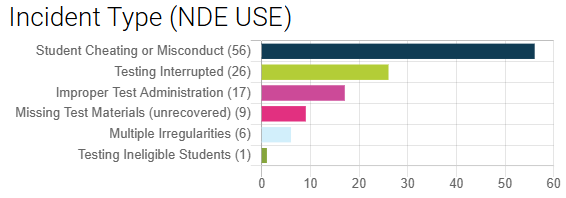 Incident Type (NDE USE)
Student Cheating or Misconduct (56)
Testing Interrupted (26)
Improper Test Administration (17)
Missing Test Materials (unrecovered) (9)
Multiple Irregularities (6)
Testing Ineligible Students (1)
0 10 20 30 40 50 60